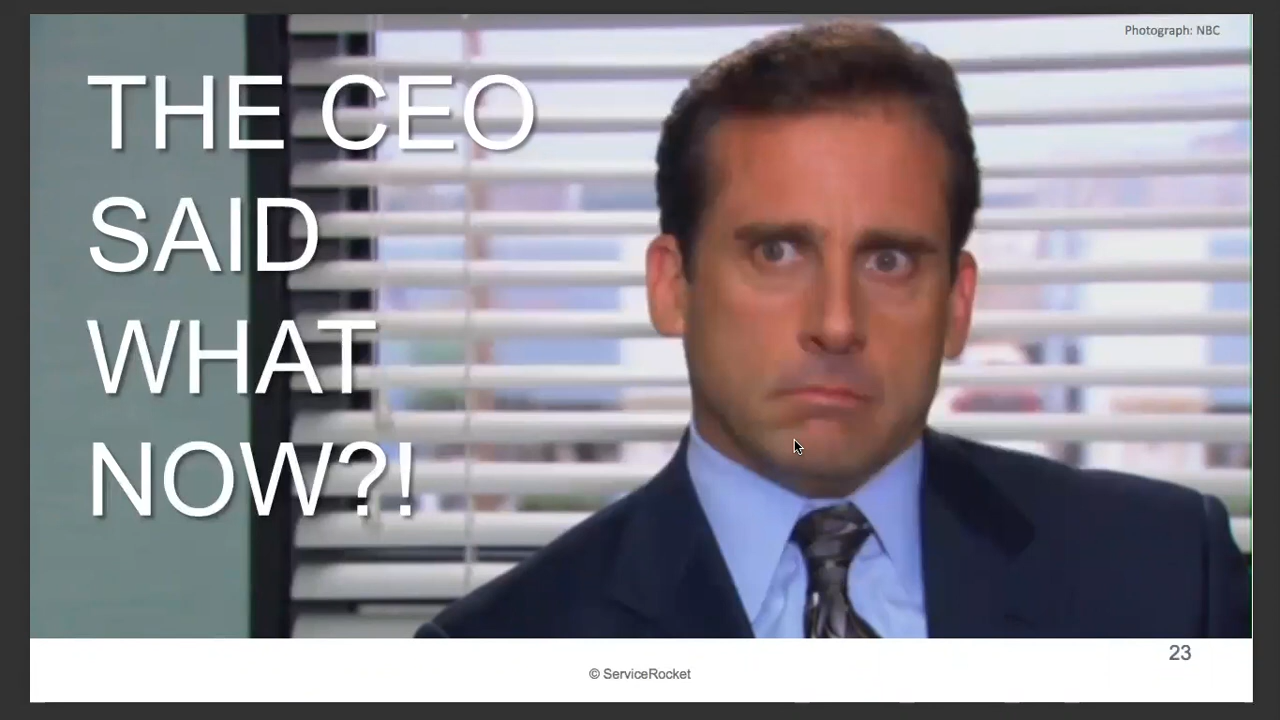 Photograph: NBC
THE CEO
SAID
WHAT
NOW?!
23
© ServiceRocket